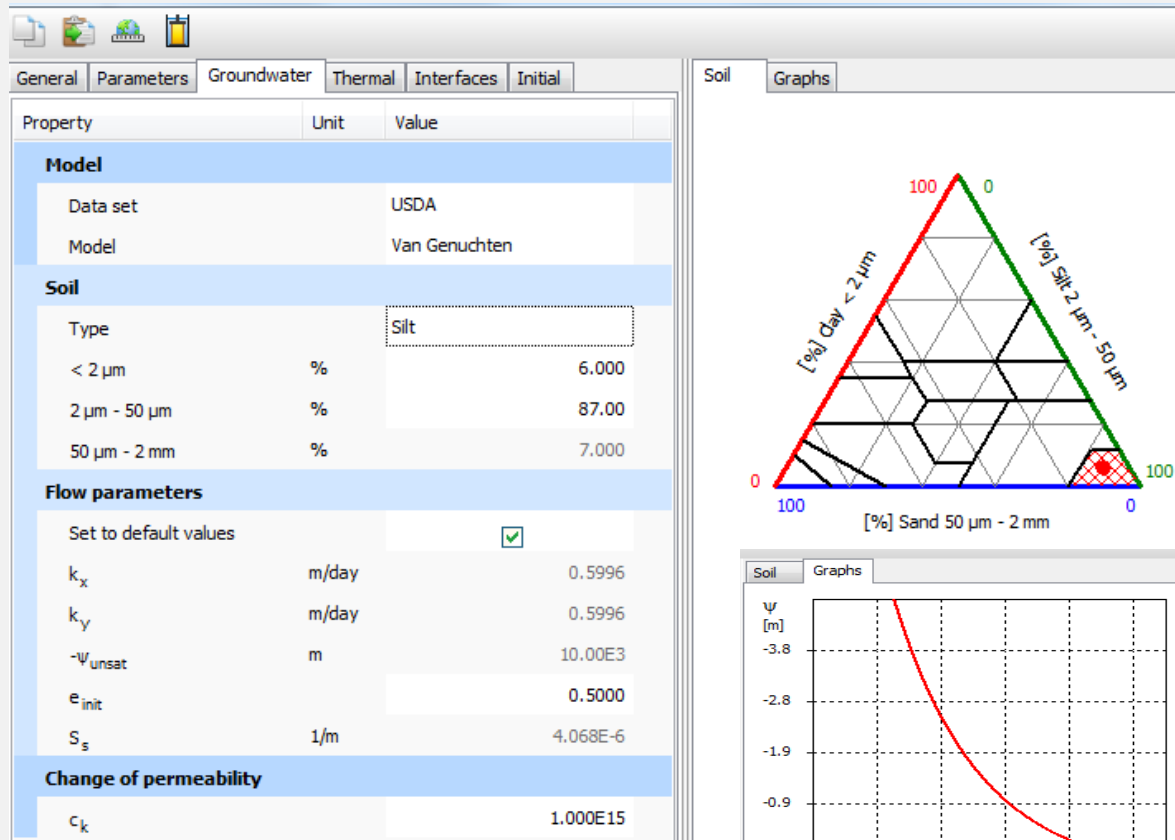 General Parameters Groundwater Thermal Interfaces Initial
Property Unit Value
Model
Data set USDA
Model Van Genuchten
Soil
Type Silt
< 2 µm % 6.000
2 µm - 50 µm % 87.00
50 µm - 2 mm % 7.000
Flow parameters
Set to default values
kx m/day 0.5996
ky m/day 0.5996
-Ψunsat m 10.00E3
einit 0.5000
Ss 1/m 4.068E-6
Change of permeability
ck 1.000E15
Soil Graphs
100 0
[%] Clay < 2 µm
[%] Silt 2 µm - 50 µm
0 100
100 0
[%] Sand 50 µm - 2 mm
Soil Graphs
Ψ
[m]
-3.8
-2.8
-1.9
-0.9